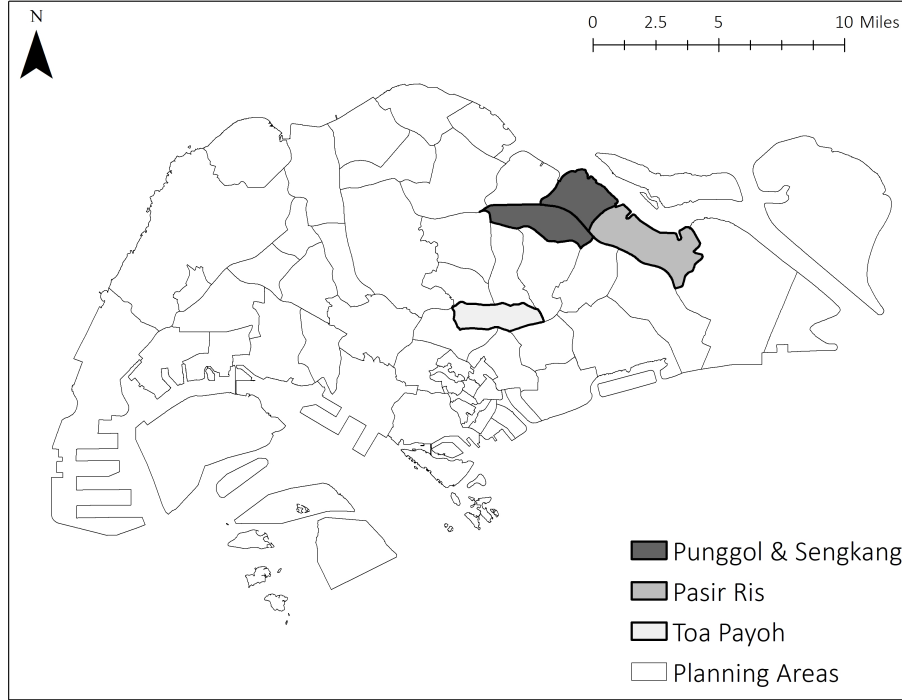 N
0 2.5 5 10 Miles
Punggol & Sengkang
Pasir Ris
Toa Payoh
Planning Areas